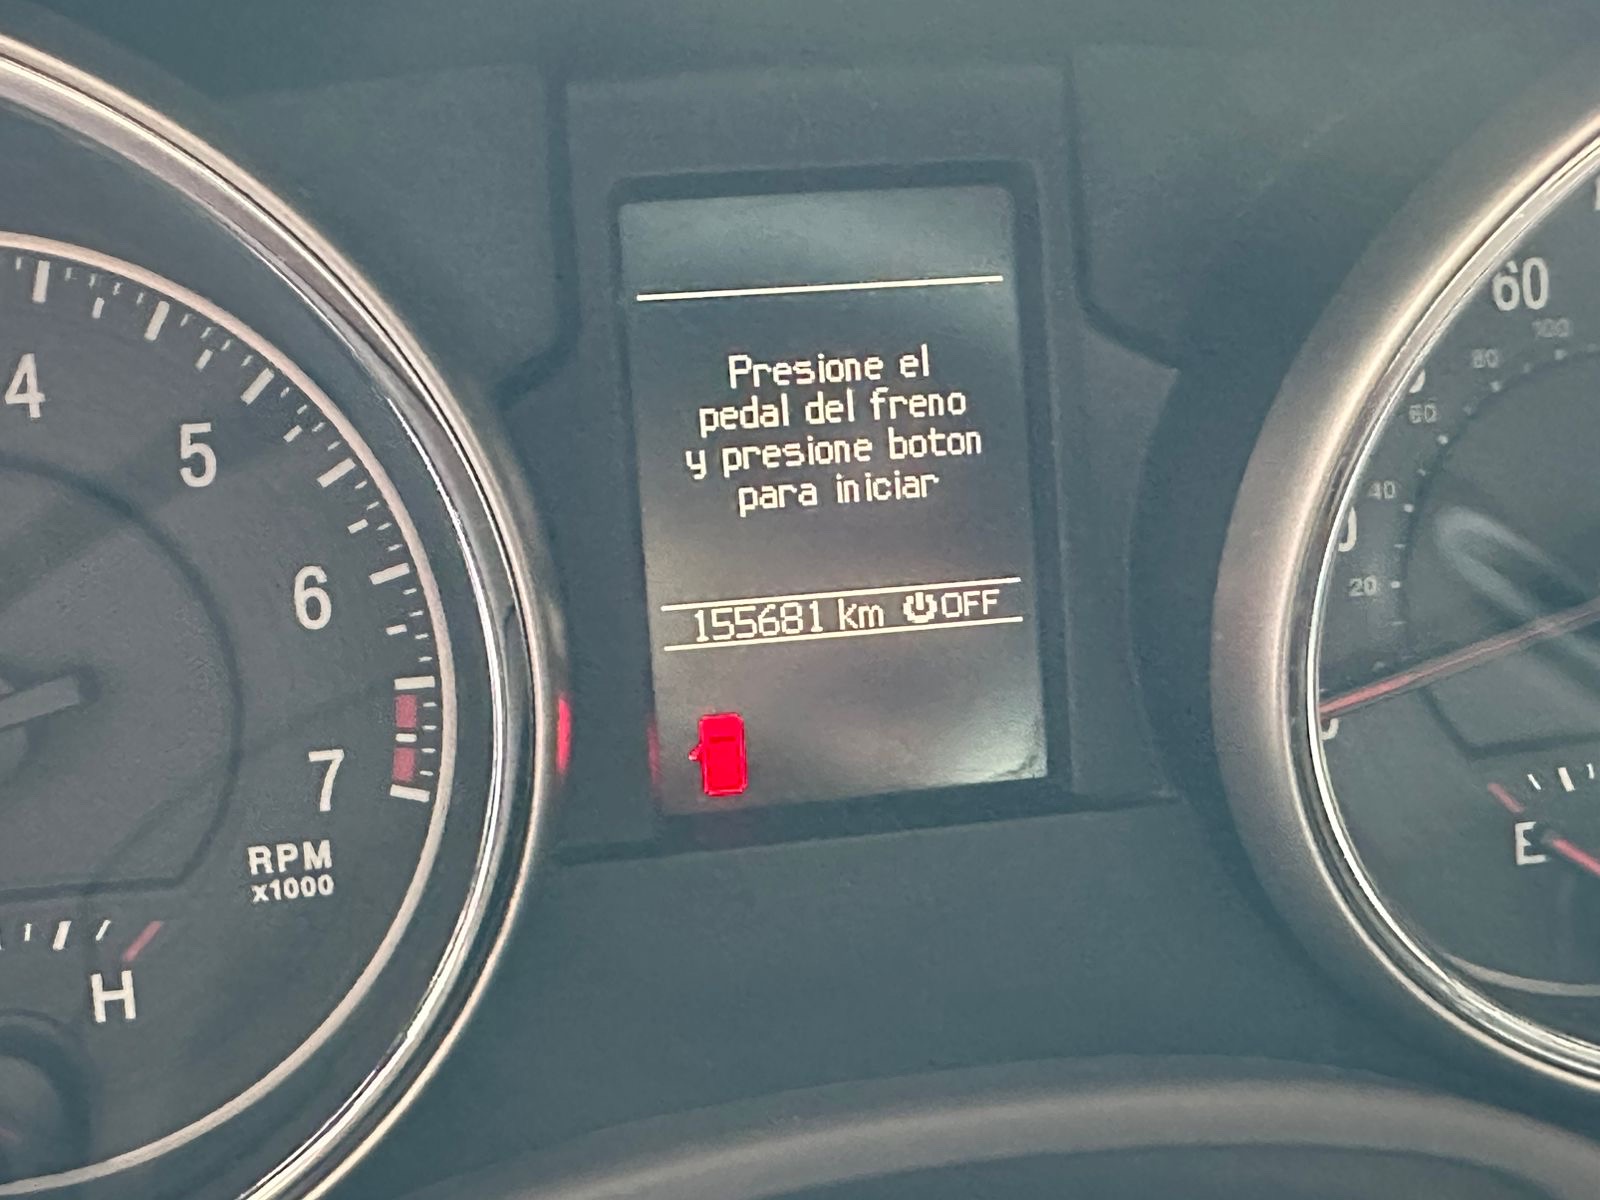 4
5
6
7
RPM
x1000
H
Presione el
pedal del freno
y presione boton
para iniciar
155681 km OFF
60
100
80
60
40
20
E